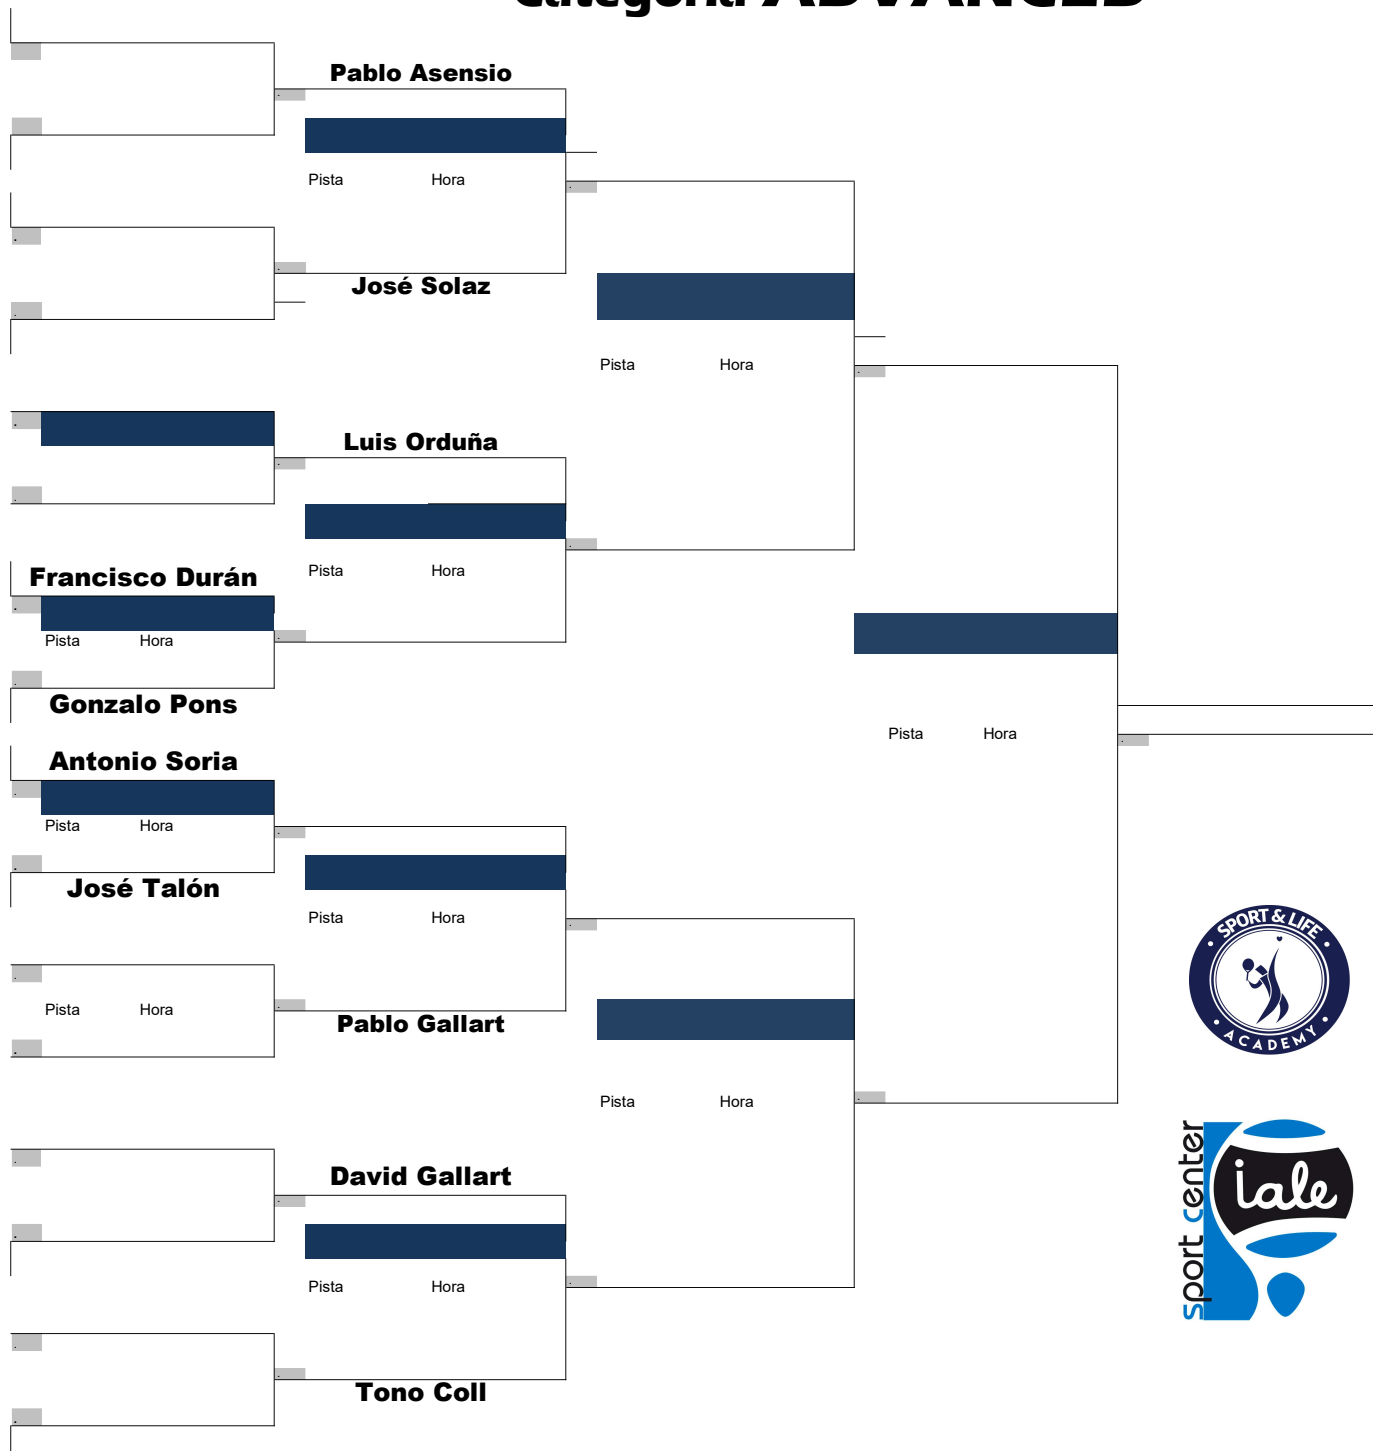 Categoría ADVANCED
Pablo Asensio
Pista Hora
José Solaz
Pista Hora
Luis Orduña
Pista Hora
Francisco Durán
Pista Hora
Gonzalo Pons
Pista Hora
Antonio Soria
Pista Hora
José Talón
Pista Hora
Pista Hora
Pablo Gallart
Pista Hora
David Gallart
Pista Hora
Tono Coll
SPORT & LIFE
ACADEMY
sport center
iale